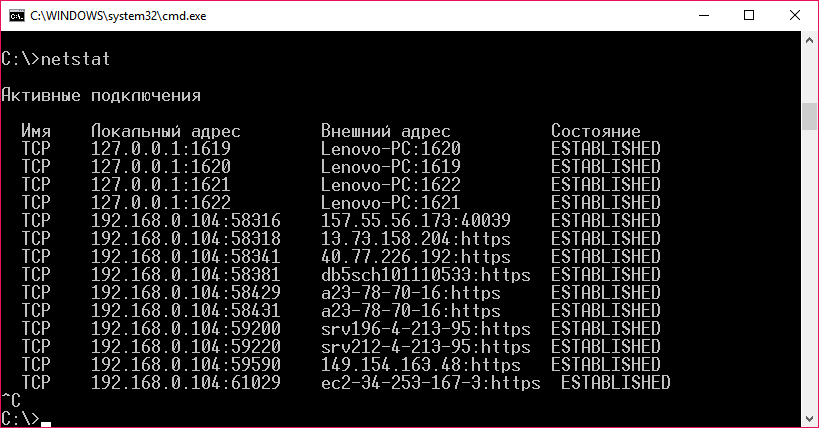 C:\WINDOWS\system32\cmd.exe
C:\>netstat
Активные подключения
Имя Локальный адрес Внешний адрес Состояние
TCP 127.0.0.1:1619 Lenovo-PC:1620 ESTABLISHED
TCP 127.0.0.1:1620 Lenovo-PC:1619 ESTABLISHED
TCP 127.0.0.1:1621 Lenovo-PC:1622 ESTABLISHED
TCP 127.0.0.1:1622 Lenovo-PC:1621 ESTABLISHED
TCP 192.168.0.104:58316 157.55.56.173:40039 ESTABLISHED
TCP 192.168.0.104:58318 13.73.158.204:https ESTABLISHED
TCP 192.168.0.104:58341 40.77.226.192:https ESTABLISHED
TCP 192.168.0.104:58381 db5sch101110533:https ESTABLISHED
TCP 192.168.0.104:58429 a23-78-70-16:https ESTABLISHED
TCP 192.168.0.104:58431 a23-78-70-16:https ESTABLISHED
TCP 192.168.0.104:59200 srv196-4-213-95:https ESTABLISHED
TCP 192.168.0.104:59220 srv212-4-213-95:https ESTABLISHED
TCP 192.168.0.104:59590 149.154.163.48:https ESTABLISHED
TCP 192.168.0.104:61029 ec2-34-253-167-3:https ESTABLISHED
^C
C:\>